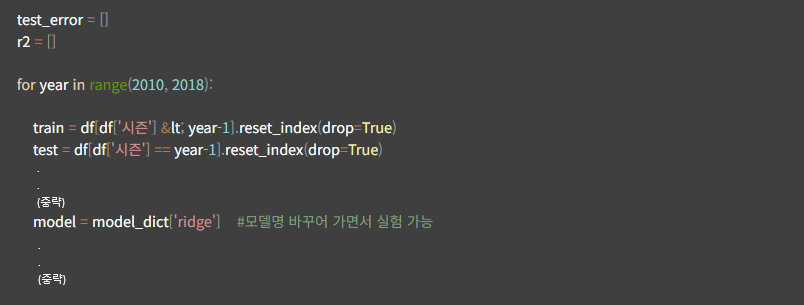 test_error = []
r2 = []
for year in range(2010, 2018):
train = df[df['시즌'] &lt; year-1].reset_index(drop=True)
test = df[df['시즌'] == year-1].reset_index(drop=True)
.
.
(중략)
model = model_dict['ridge'] #모델명 바꾸어 가면서 실험 가능
.
.
(중략)